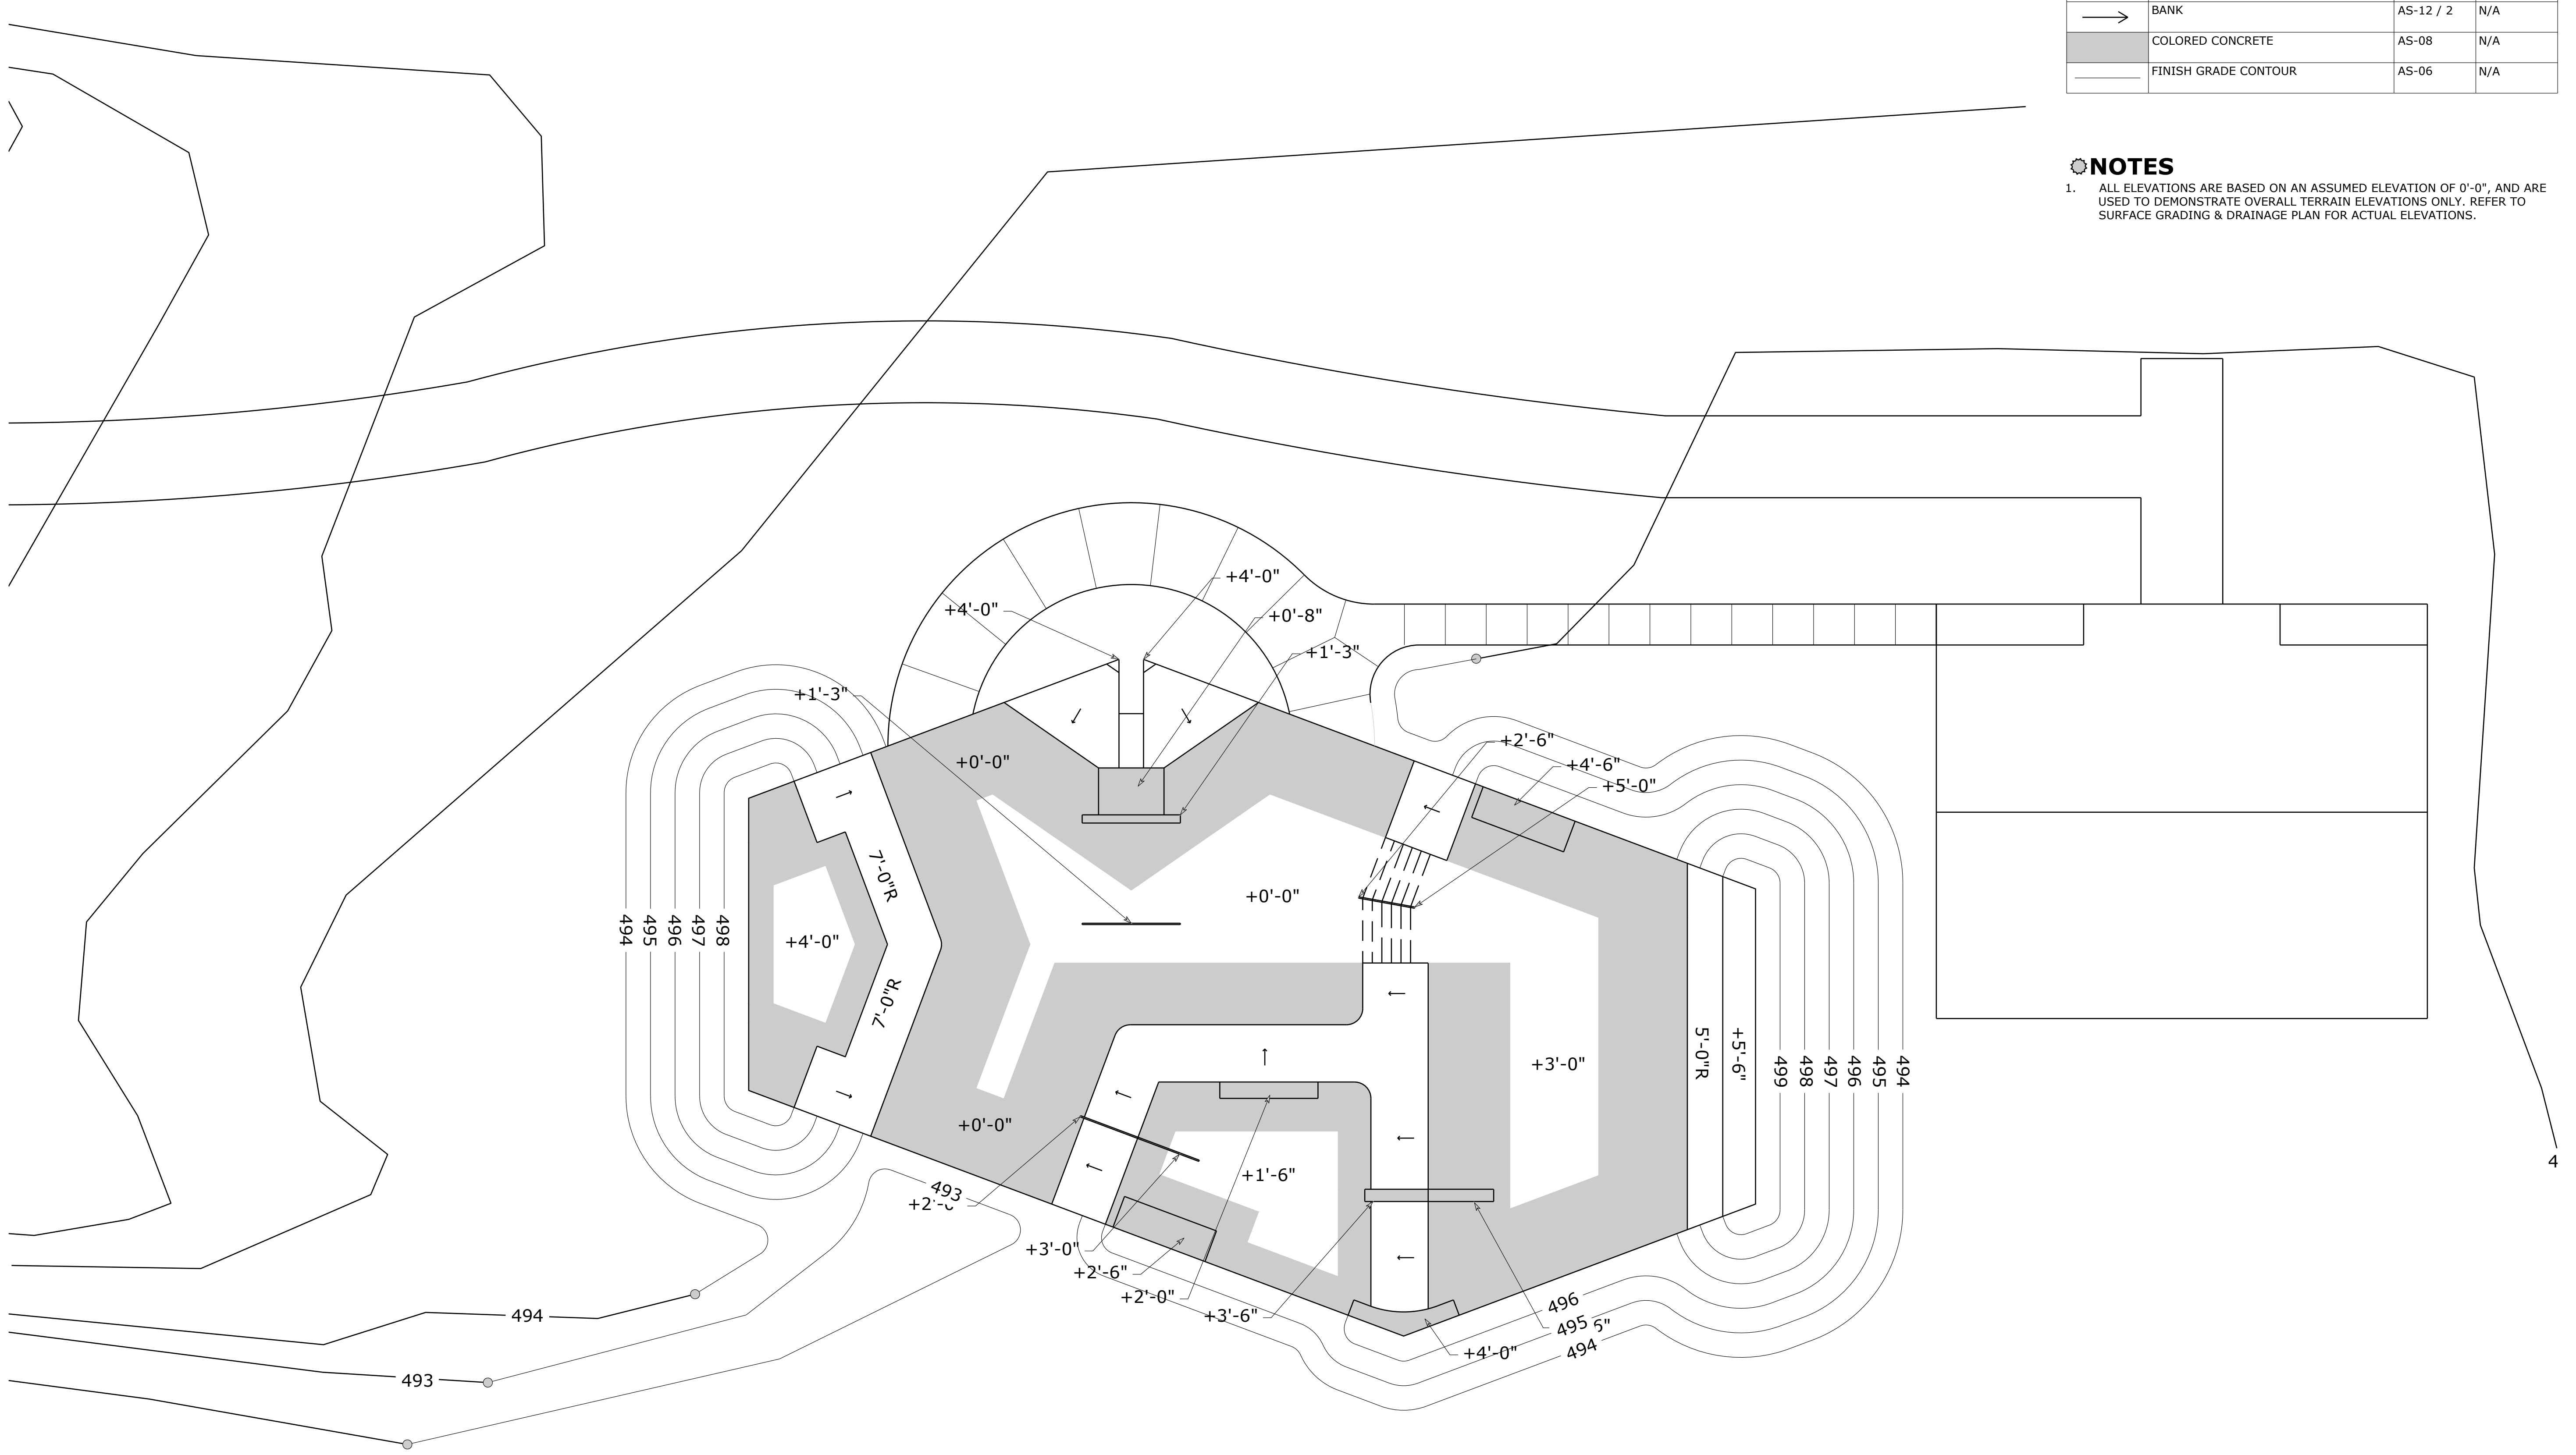 BANK AS-12 / 2 N/A
COLORED CONCRETE AS-08 N/A
FINISH GRADE CONTOUR AS-06 N/A
NOTES
1. ALL ELEVATIONS ARE BASED ON AN ASSUMED ELEVATION OF 0'-0", AND ARE
USED TO DEMONSTRATE OVERALL TERRAIN ELEVATIONS ONLY. REFER TO
SURFACE GRADING & DRAINAGE PLAN FOR ACTUAL ELEVATIONS.
+4'-0"
+4'-0"
+0'-8"
+1'-3"
+1'-3"
+2'-6"
+0'-0"
+4'-6"
+5'-0"
7'-0"R
+0'-0"
494 495 496 497 498
+4'-0"
7'-0"R
5'-0"R
+5'-6"
+3'-0"
499 498 497 496 495 494
+0'-0"
+1'-6"
4
493
+3'-0"
+2'-6"
+2'-0"
+3'-6"
494
496
495
5"
494
+4'-0"
493